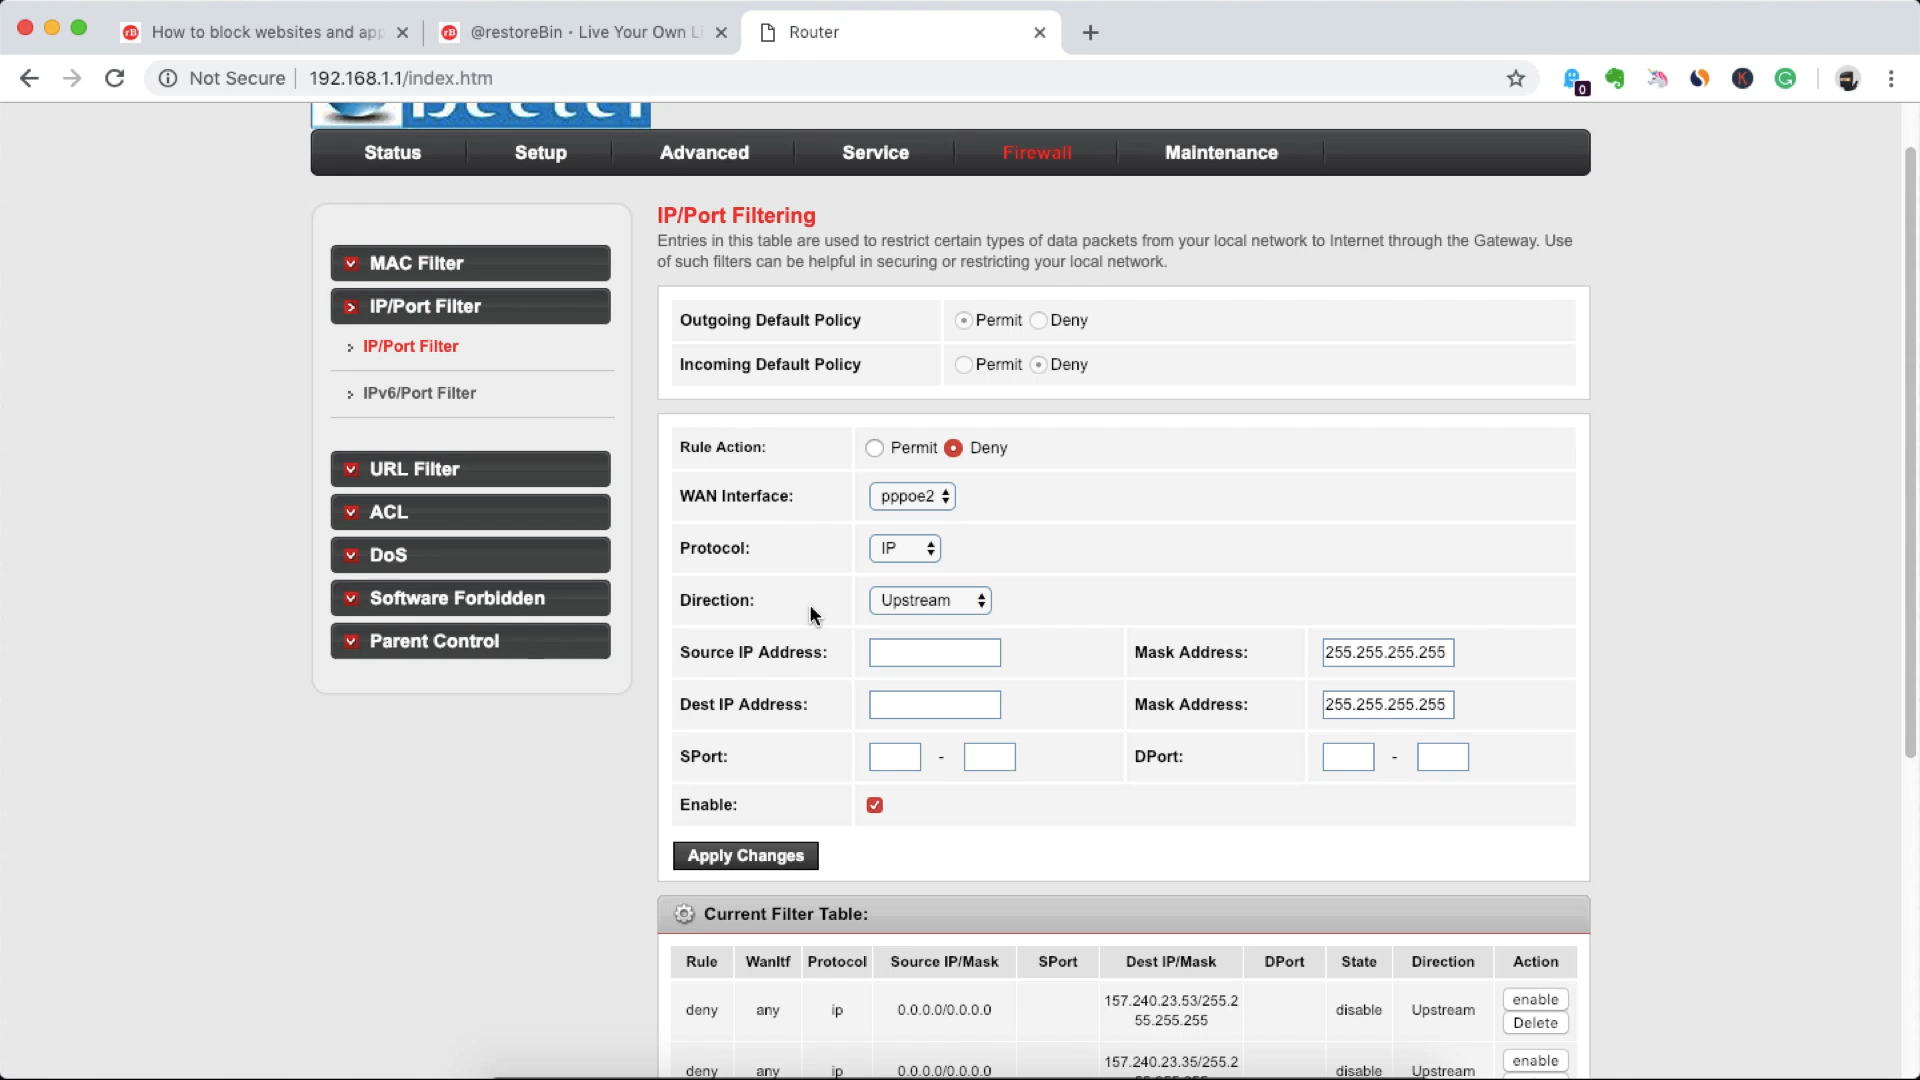 How to block websites and app
@restoreBin · Live Your Own Li
Router
Not Secure
192.168.1.1/index.htm
0
K
Status
Setup
Advanced
Service
Firewall
Maintenance
MAC Filter
IP/Port Filter
IP/Port Filter
IPv6/Port Filter
URL Filter
ACL
DoS
Software Forbidden
Parent Control
IP/Port Filtering
Entries in this table are used to restrict certain types of data packets from your local network to Internet through the Gateway. Use
of such filters can be helpful in securing or restricting your local network.
Outgoing Default Policy Permit Deny
Incoming Default Policy Permit Deny
Rule Action: Permit Deny
WAN Interface: pppoe2
Protocol: IP
Direction: Upstream
Source IP Address: Mask Address: 255.255.255.255
Dest IP Address: Mask Address: 255.255.255.255
SPort: - DPort: -
Enable:
Apply Changes
Current Filter Table:
Rule WanItf Protocol Source IP/Mask SPort Dest IP/Mask DPort State Direction Action
deny any ip 0.0.0.0/0.0.0.0 157.240.23.53/255.2
55.255.255 disable Upstream enable
Delete
deny any ip 0.0.0.0/0.0.0.0 157.240.23.35/255.2
disable Upstream enable